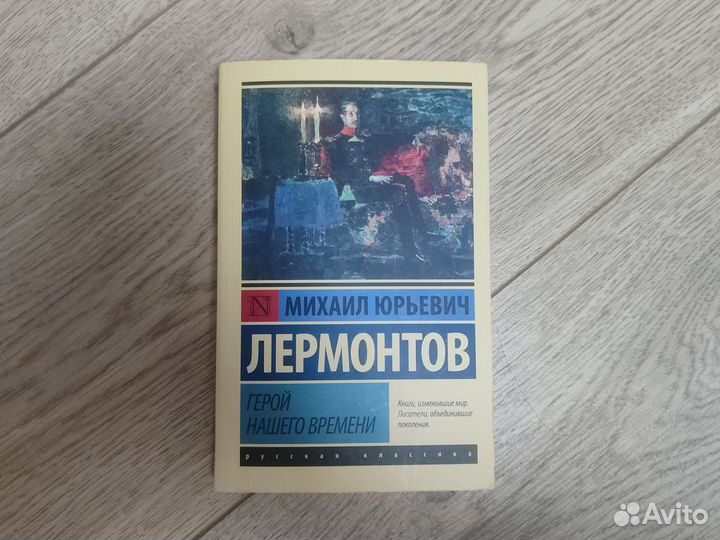 N
МИХАИЛ ЮРЬЕВИЧ
ЛЕРМОНТОВ
ГЕРОЙ
НАШЕГО ВРЕМЕНИ
Книги, изменившие мир.
Писатели, объединившие
поколения.
русская классика
Avito